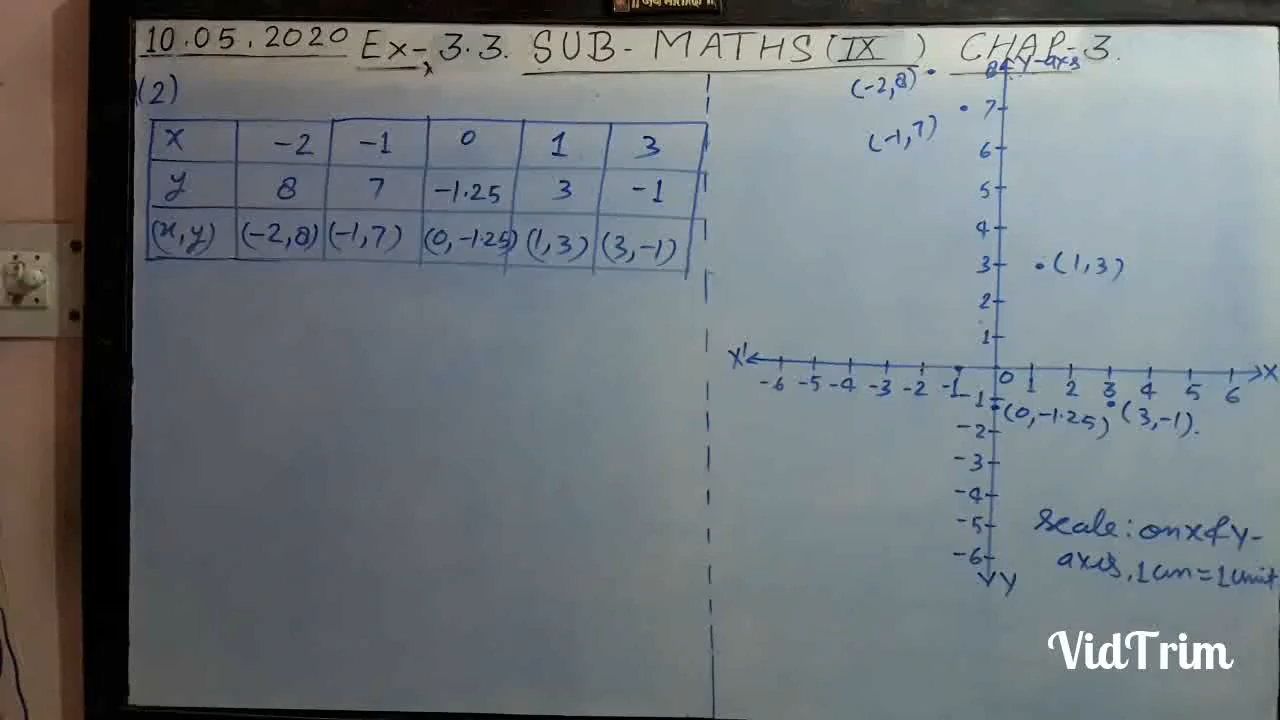 10.05.2020 Ex-3.3. SUB-MATHS(IX) CHAP-3.
(2)
x -2 -1 0 1 3
y 8 7 -1.25 3 -1
(x,y) (-2,8) (-1,7) (0,-1.25) (1,3) (3,-1)
8 Y-axis
(-2,8)
7
(-1,7)
6
5
4
3 (1,3)
2
1
X' X
-6 -5 -4 -3 -2 -1 0 1 2 3 4 5 6
-1 (0,-1.25) (3,-1).
-2
-3
-4
-5
-6
Y
Scale: on x & y-
axis, 1cm = 1unit
VidTrim